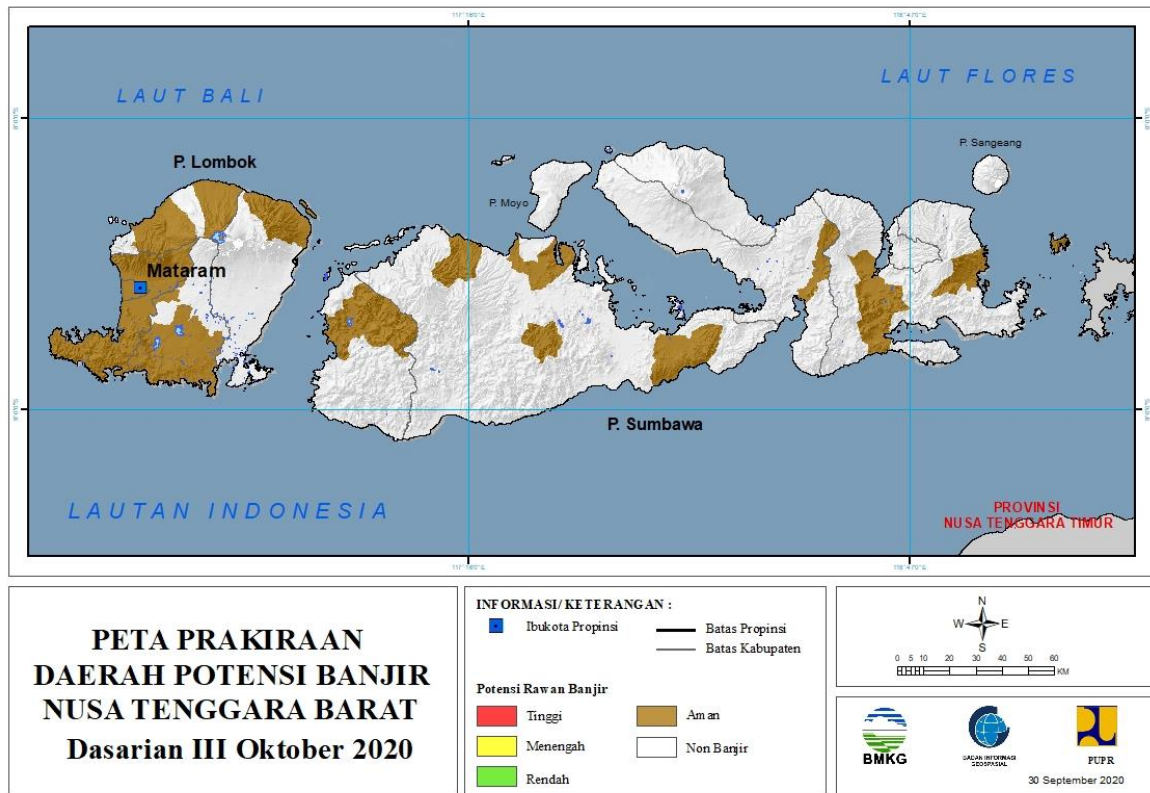 LAUT BALI
LAUT FLORES
P. Sangeang
P. Lombok
P. Moyo
Mataram
P. Sumbawa
LAUTAN INDONESIA
PROVINSI
NUSA TENGGARA TIMUR
PETA PRAKIRAAN
DAERAH POTENSI BANJIR
NUSA TENGGARA BARAT
Dasarian III Oktober 2020
INFORMASI/ KETERANGAN :
Ibukota Propinsi
Batas Propinsi
Batas Kabupaten
Potensi Rawan Banjir
Tinggi
Aman
Menengah
Non Banjir
Rendah
N
W E
S
0 5 10 20 30 40 50 60
KM
BMKG
BADAN INFORMASI
GEOSPASIAL
PUPR
30 September 2020